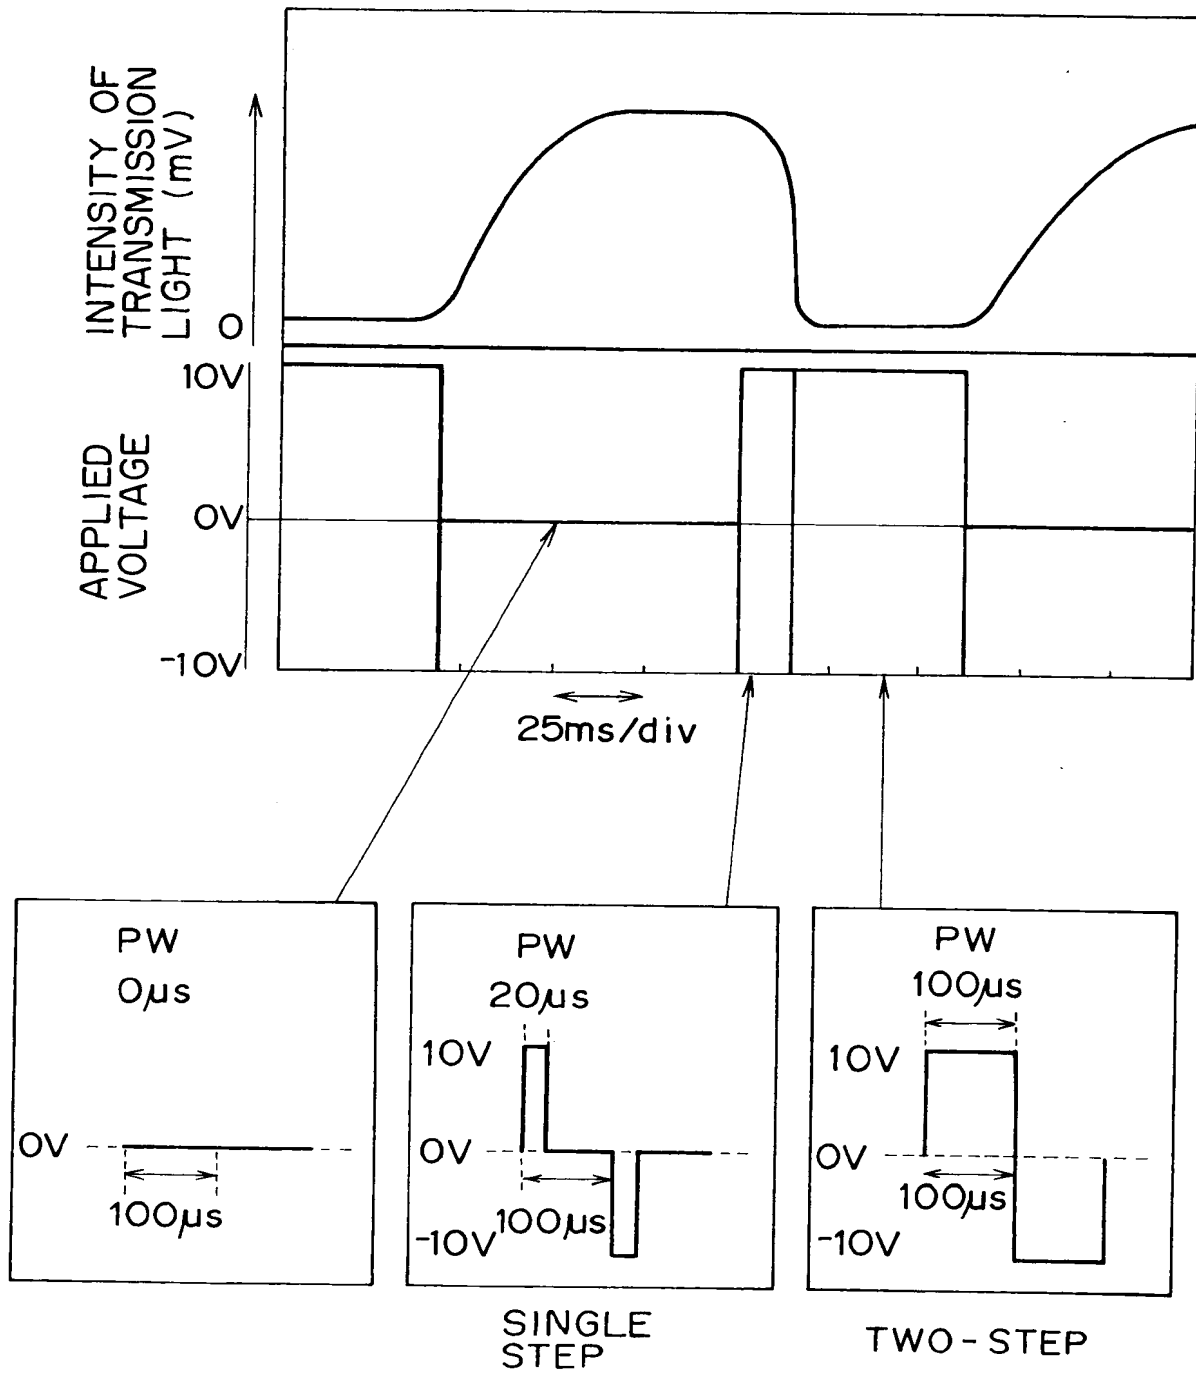 INTENSITY OF
TRANSMISSION
LIGHT (mV)
0
APPLIED
VOLTAGE
10V
0V
-10V
25ms/div
PW
0μs
0V
100μs
PW
20μs
10V
0V
100μs
-10V
SINGLE
STEP
PW
100μs
10V
0V
100μs
-10V
TWO-STEP